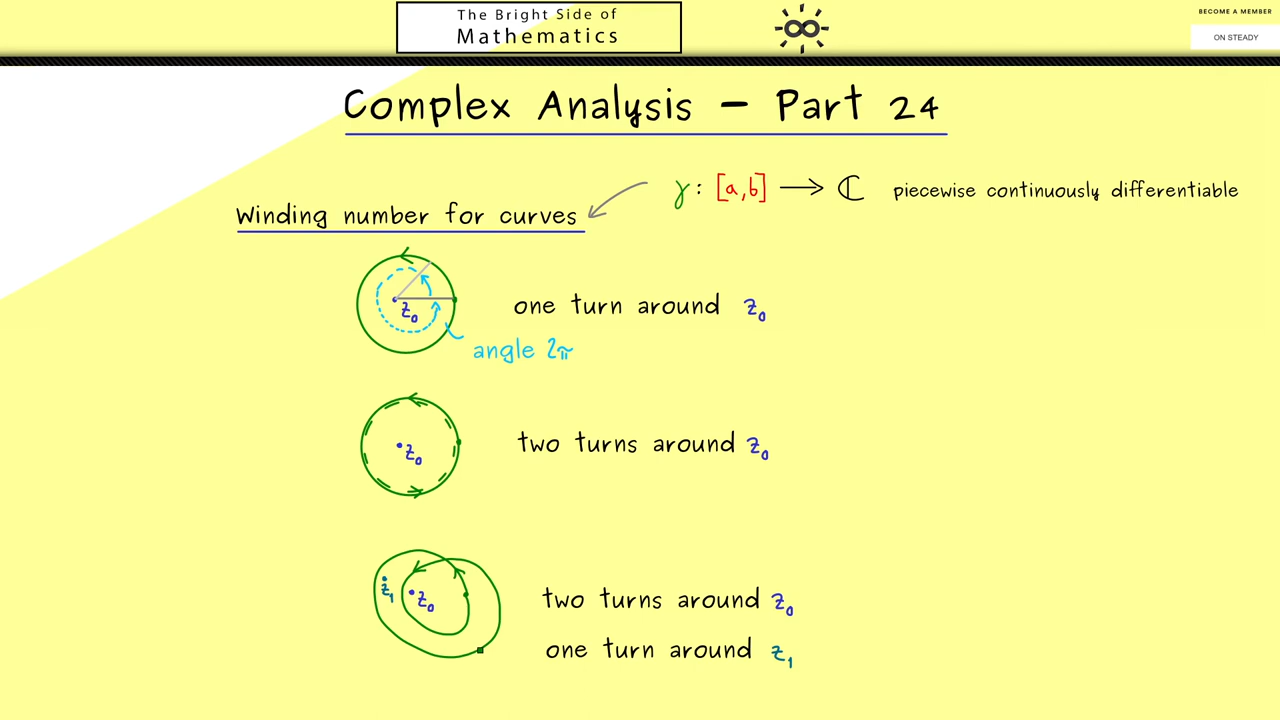 The Bright Side of
Mathematics
BECOME A MEMBER
ON STEADY
Complex Analysis – Part 24
γ: [a,b] ⟶ ℂ piecewise continuously differentiable
Winding number for curves
z₀
one turn around z₀
angle 2π
z₀
two turns around z₀
z₁ z₀
two turns around z₀
one turn around z₁